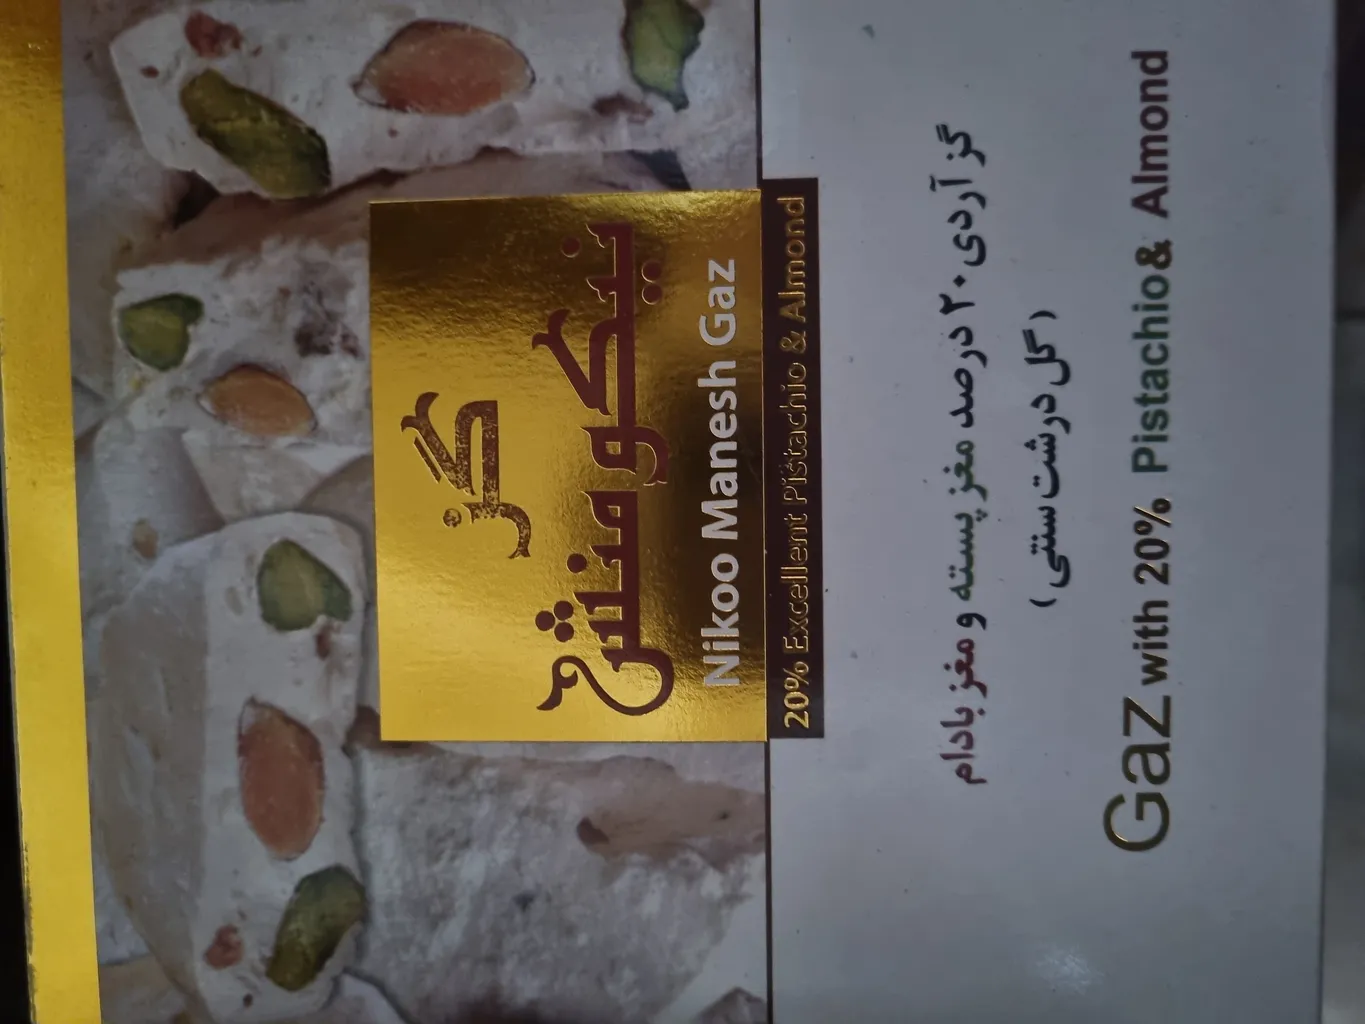 گز
نیکومنش
Nikoo Manesh Gaz
20% Excellent Pistachio & Almond
گز آردی ۲۰ درصد مغز پسته و مغز بادام
(گل درشت سنتی)
Gaz with 20% Pistachio & Almond